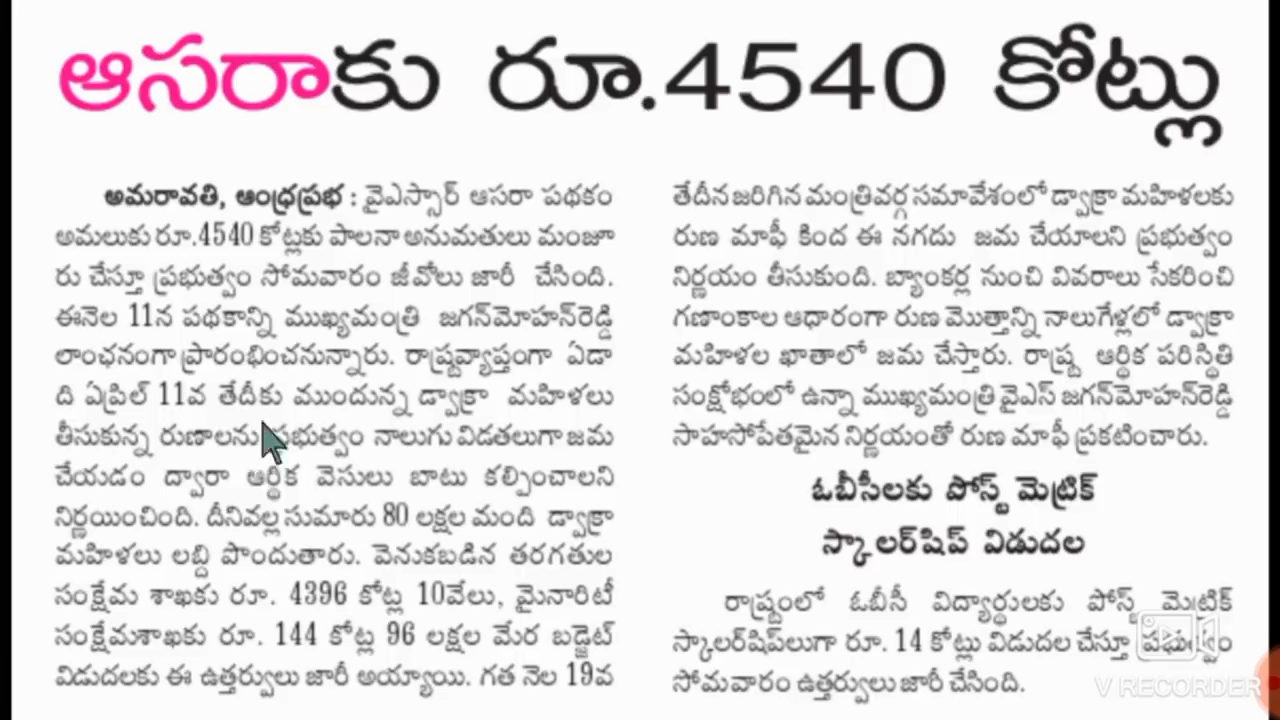 ఆసరాకు రూ.4540 కోట్లు
అమరావతి, ఆంధ్రప్రభ : వైఎస్సార్ ఆసరా పథకం
అమలుకు రూ.4540 కోట్లకు పాలనా అనుమతులు మంజూ
రు చేస్తూ ప్రభుత్వం సోమవారం జీవోలు జారీ చేసింది.
ఈనెల 11న పథకాన్ని ముఖ్యమంత్రి జగన్‌మోహన్‌రెడ్డి
లాంఛనంగా ప్రారంభించనున్నారు. రాష్ట్రవ్యాప్తంగా ఏడా
ది ఏప్రిల్ 11వ తేదీకు ముందున్న డ్వాక్రా మహిళలు
తీసుకున్న రుణాలను ప్రభుత్వం నాలుగు విడతలుగా జమ
చేయడం ద్వారా ఆర్థిక వెసులు బాటు కల్పించాలని
నిర్ణయించింది. దీనివల్ల సుమారు 80 లక్షల మంది డ్వాక్రా
మహిళలు లబ్ది పొందుతారు. వెనుకబడిన తరగతుల
సంక్షేమ శాఖకు రూ. 4396 కోట్ల 10వేలు, మైనారిటీ
సంక్షేమశాఖకు రూ. 144 కోట్ల 96 లక్షల మేర బడ్జెట్
విడుదలకు ఈ ఉత్తర్వులు జారీ అయ్యాయి. గత నెల 19వ
తేదీన జరిగిన మంత్రివర్గ సమావేశంలో డ్వాక్రా మహిళలకు
రుణ మాఫీ కింద ఈ నగదు జమ చేయాలని ప్రభుత్వం
నిర్ణయం తీసుకుంది. బ్యాంకర్ల నుంచి వివరాలు సేకరించి
గణాంకాల ఆధారంగా రుణ మొత్తాన్ని నాలుగేళ్లలో డ్వాక్రా
మహిళల ఖాతాలో జమ చేస్తారు. రాష్ట్ర ఆర్థిక పరిస్థితి
సంక్షోభంలో ఉన్నా ముఖ్యమంత్రి వైఎస్ జగన్‌మోహన్‌రెడ్డి
సాహసోపేతమైన నిర్ణయంతో రుణ మాఫీ ప్రకటించారు.
ఓబీసీలకు పోస్ట్ మెట్రిక్
స్కాలర్‌షిప్ విడుదల
రాష్ట్రంలో ఓబీసీ విద్యార్థులకు పోస్ట్ మెట్రిక్
స్కాలర్‌షిప్‌లుగా రూ. 14 కోట్లు విడుదల చేస్తూ ప్రభుత్వం
సోమవారం ఉత్తర్వులు జారీ చేసింది.
V RECORDER